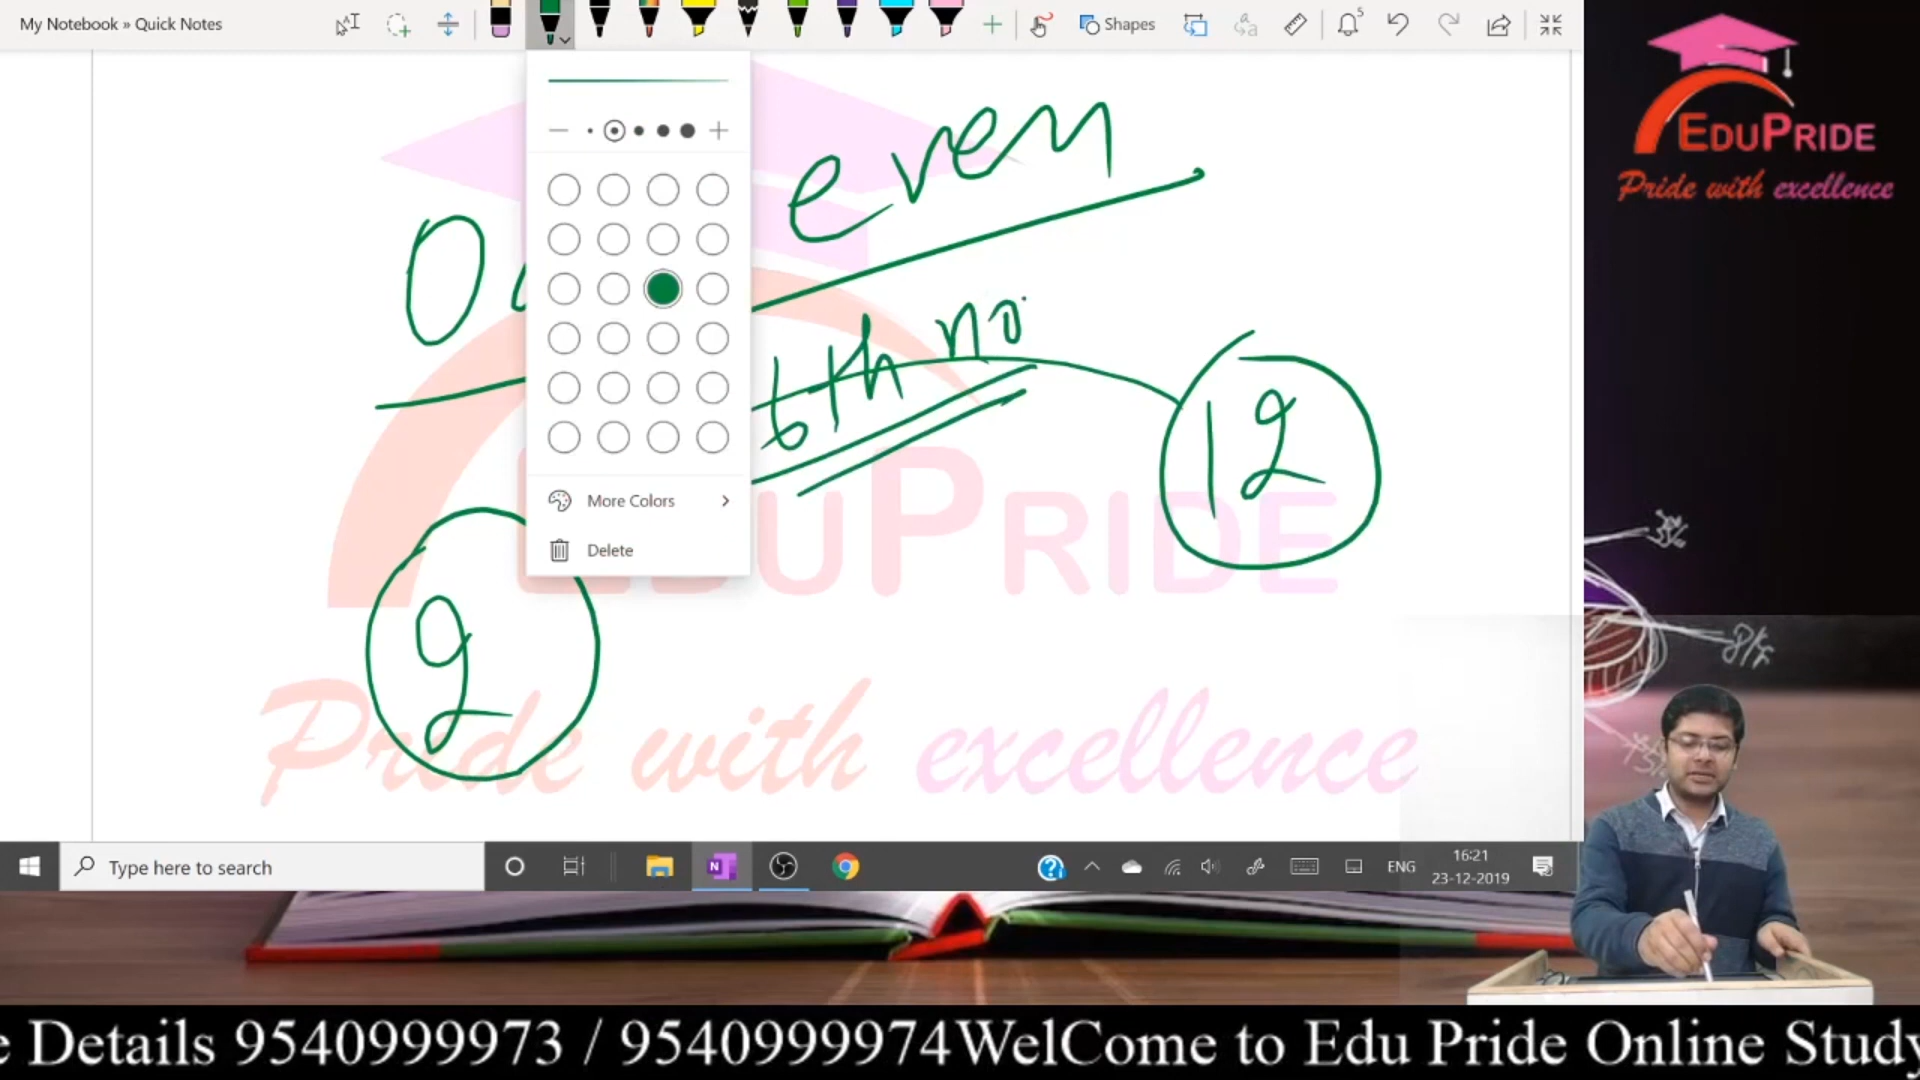 My Notebook » Quick Notes
Shapes
5
EDUPRIDE
Pride with excellence
even
6th no
12
2
More Colors
Delete
EDUPRIDE
Pride with excellence
Type here to search
ENG
16:21
23-12-2019
e Details 9540999973 / 9540999974WelCome to Edu Pride Online Study